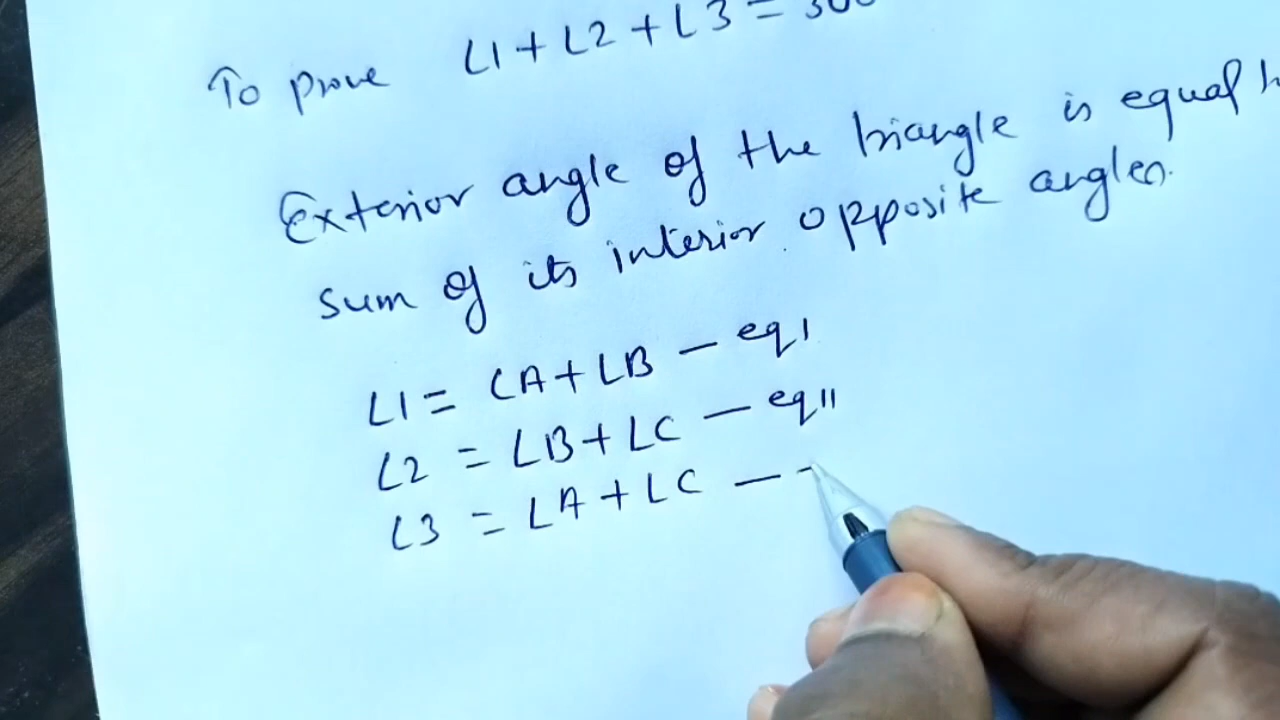 To prove ∠1 + ∠2 + ∠3 =
Exterior angle of the triangle is equal
sum of its interior opposite angles.
∠1 = ∠A + ∠B — eq I
∠2 = ∠B + ∠C — eq II
∠3 = ∠A + ∠C —